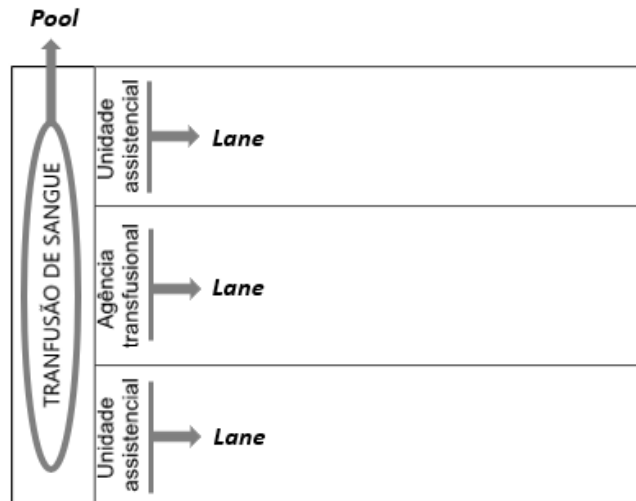 Pool
TRANFUSÃO DE SANGUE
Unidade
assistencial
Lane
Agência
transfusional
Lane
Unidade
assistencial
Lane